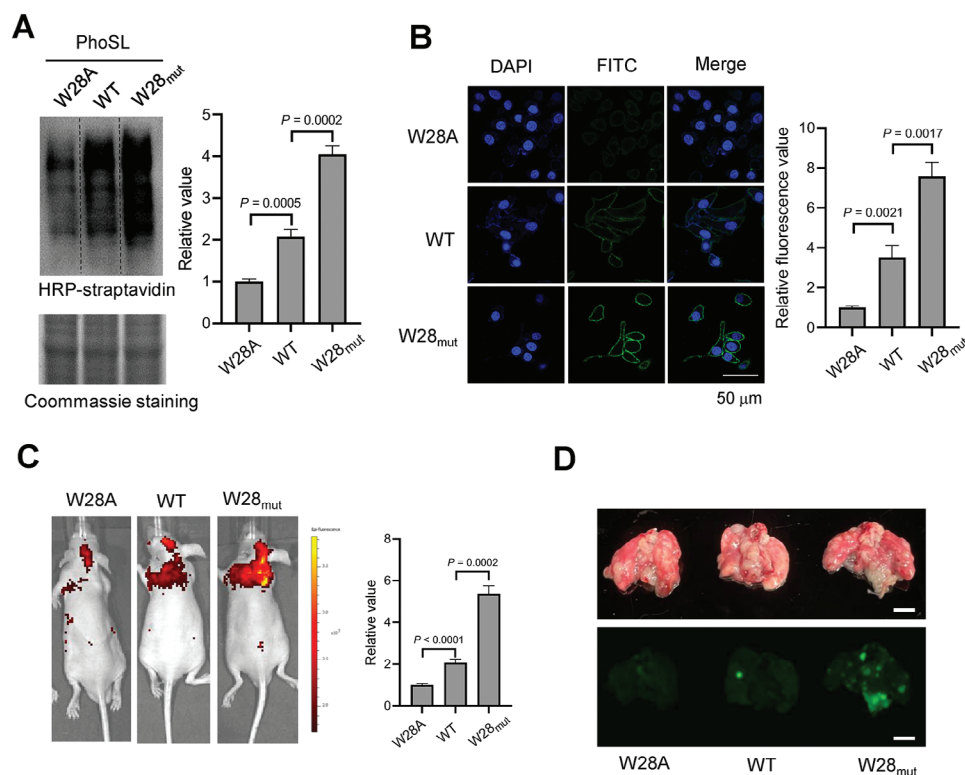 A
PhoSL
W28A WT W28mut
HRP-straptavidin
Coommassie staining
Relative value
5
4
3
2
1
0
P = 0.0002
P = 0.0005
W28A WT W28mut
B
DAPI FITC Merge
W28A
WT
W28mut
50 μm
Relative fluorescence value
10
8
6
4
2
0
P = 0.0017
P = 0.0021
W28A WT W28mut
C
W28A WT W28mut
Relative value
8
6
4
2
0
P = 0.0002
P < 0.0001
W28A WT W28mut
D
W28A WT W28mut